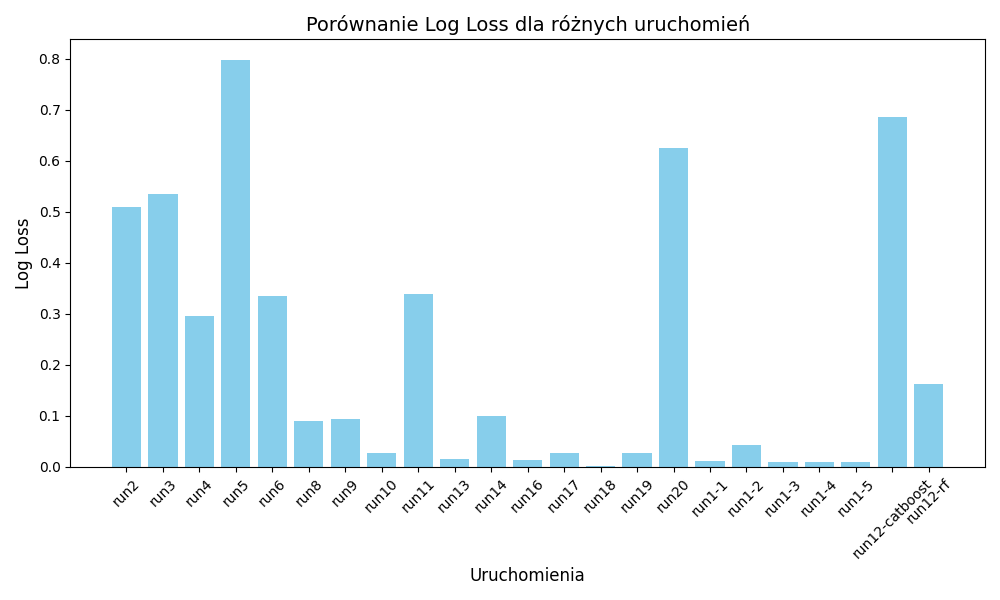 Porównanie Log Loss dla różnych uruchomień
Log Loss
0.8
0.7
0.6
0.5
0.4
0.3
0.2
0.1
0.0
run2
run3
run4
run5
run6
run8
run9
run10
run11
run13
run14
run16
run17
run18
run19
run20
run1-1
run1-2
run1-3
run1-4
run1-5
run12-catboost
run12-rf
Uruchomienia